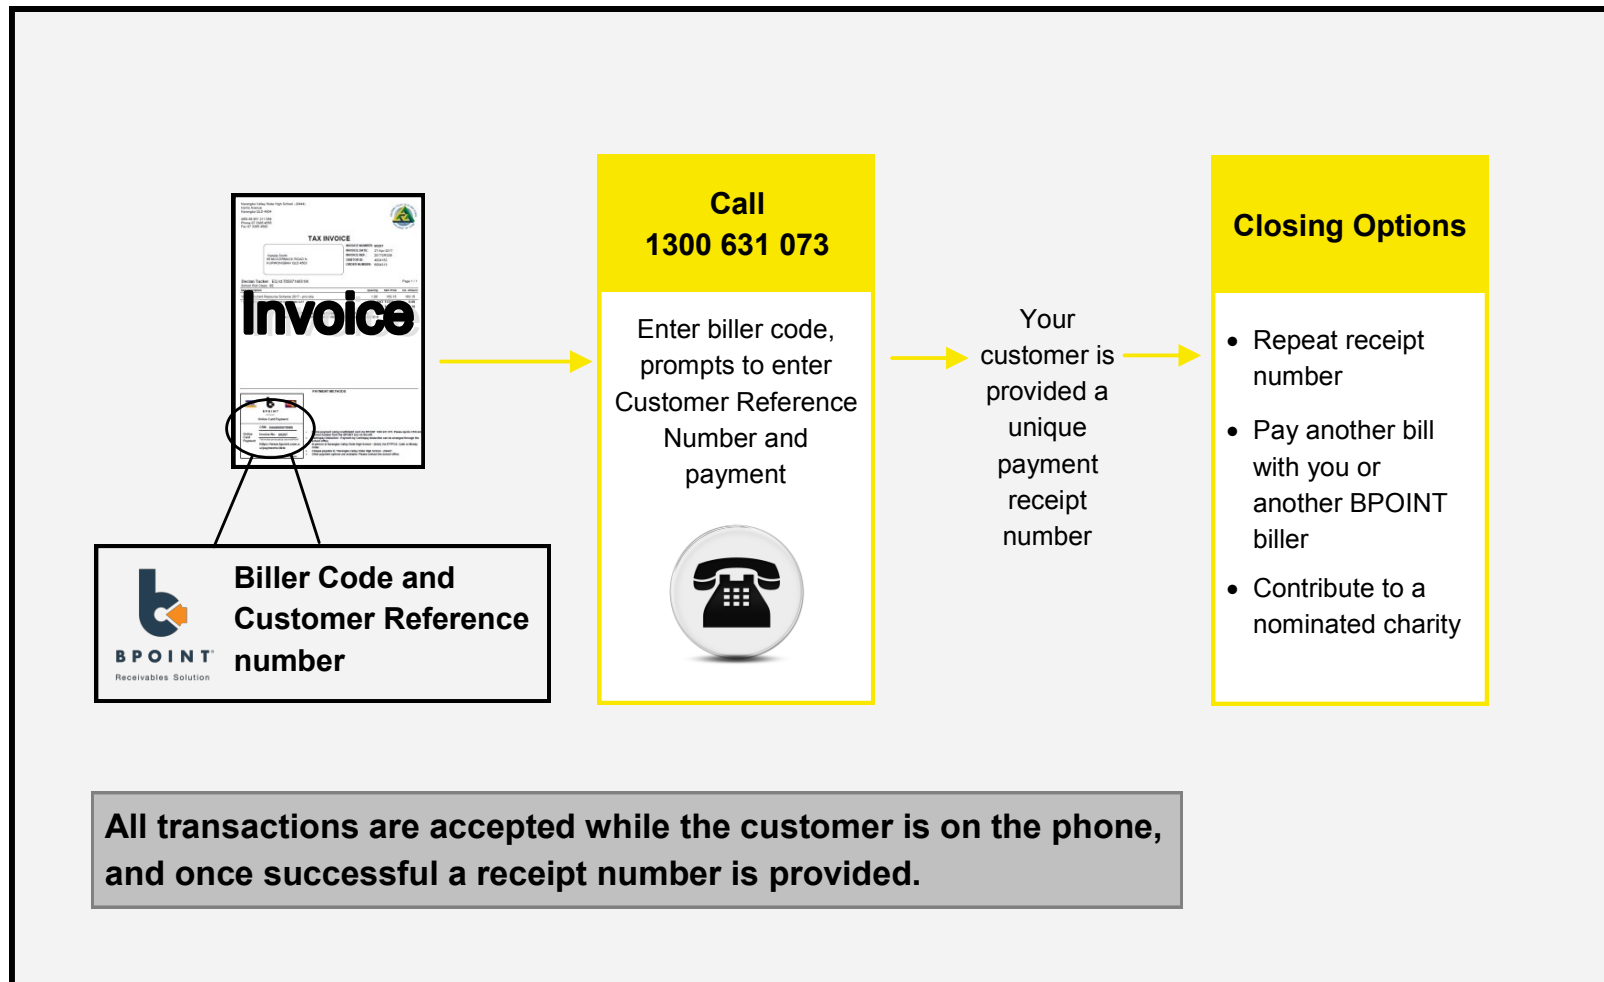 TAX INVOICE
Invoice
PAYMENT METHODS
BPOINT
Biller Code and
Customer Reference
number
BPOINT
Receivables Solution
Call
1300 631 073
Enter biller code,
prompts to enter
Customer Reference
Number and
payment
Your
customer is
provided a
unique
payment
receipt
number
Closing Options
• Repeat receipt
number
• Pay another bill
with you or
another BPOINT
biller
• Contribute to a
nominated charity
All transactions are accepted while the customer is on the phone,
and once successful a receipt number is provided.